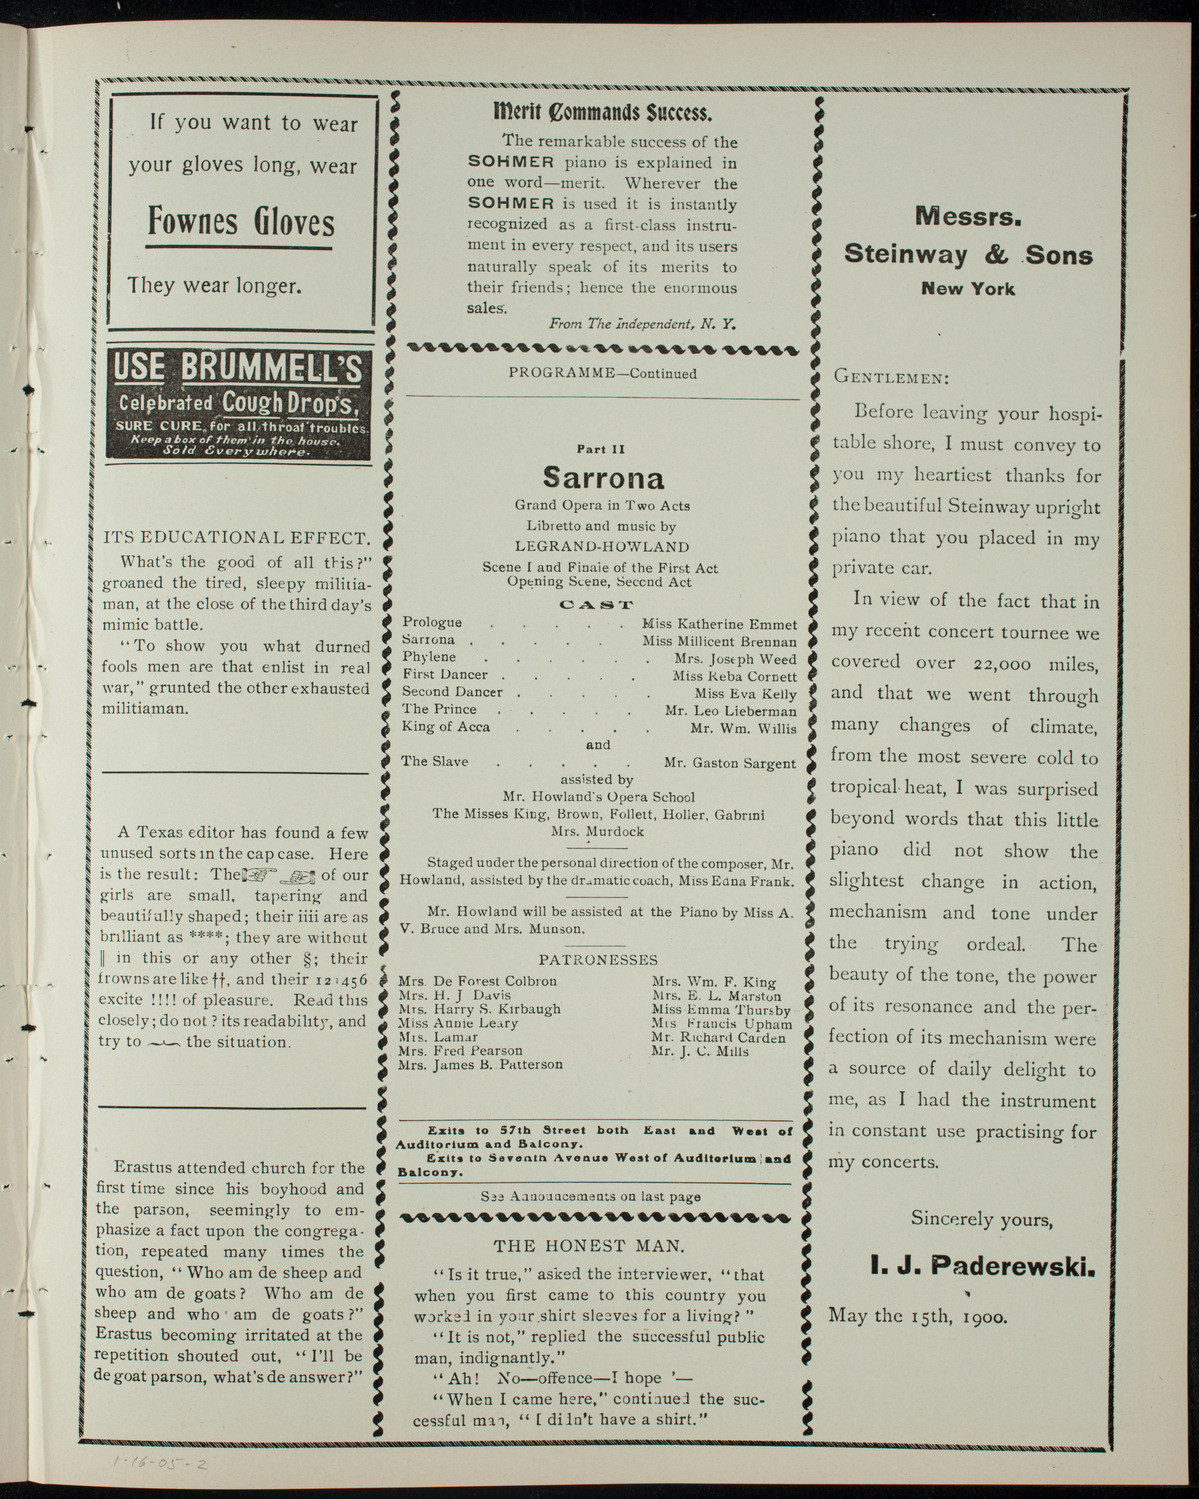 If you want to wear
your gloves long, wear
Fownes Gloves
They wear longer.
USE BRUMMELL'S
Celebrated Cough Drop's,
SURE CURE, for all throat troubles.
Keep a box of them in the house.
Sold Everywhere.
ITS EDUCATIONAL EFFECT.
What's the good of all this?"
groaned the tired, sleepy militia-
man, at the close of the third day's
mimic battle.
"To show you what durned
fools men are that enlist in real
war," grunted the other exhausted
militiaman.
A Texas editor has found a few
unused sorts in the cap case. Here
is the result: The ☞ ☜ of our
girls are small, tapering and
beautifully shaped; their iiii are as
brilliant as ****; they are without
‖ in this or any other §; their
frowns are like ††, and their 123456
excite !!!! of pleasure. Read this
closely; do not ? its readability, and
try to ⏟ the situation.
Erastus attended church for the
first time since his boyhood and
the parson, seemingly to em-
phasize a fact upon the congrega-
tion, repeated many times the
question, "Who am de sheep and
who am de goats? Who am de
sheep and who am de goats?"
Erastus becoming irritated at the
repetition shouted out, "I'll be
de goat parson, what's de answer?"
Merit Commands Success.
The remarkable success of the
SOHMER piano is explained in
one word—merit. Wherever the
SOHMER is used it is instantly
recognized as a first-class instru-
ment in every respect, and its users
naturally speak of its merits to
their friends; hence the enormous
sales.
From The Independent, N. Y.
PROGRAMME—Continued
Part II
Sarrona
Grand Opera in Two Acts
Libretto and music by
LEGRAND-HOWLAND
Scene I and Finale of the First Act
Opening Scene, Second Act
CAST
Prologue . . . . . Miss Katherine Emmet
Sarrona . . . . . Miss Millicent Brennan
Phylene . . . . . Mrs. Joseph Weed
First Dancer . . . . . Miss Reba Cornett
Second Dancer . . . . . Miss Eva Kelly
The Prince . . . . . Mr. Leo Lieberman
King of Acca . . . . . Mr. Wm. Willis
and
The Slave . . . . . Mr. Gaston Sargent
assisted by
Mr. Howland's Opera School
The Misses King, Brown, Follett, Holler, Gabrini
Mrs. Murdock
Staged under the personal direction of the composer, Mr.
Howland, assisted by the dramatic coach, Miss Edna Frank.
Mr. Howland will be assisted at the Piano by Miss A.
V. Bruce and Mrs. Munson.
PATRONESSES
Mrs. De Forest Colbron
Mrs. H. J Davis
Mrs. Harry S. Kirbaugh
Miss Annie Leary
Mrs. Lamar
Mrs. Fred Pearson
Mrs. James B. Patterson
Mrs. Wm. F. King
Mrs. E. L. Marston
Miss Emma Thursby
Mrs Francis Upham
Mr. Richard Carden
Mr. J. C. Mills
Exits to 57th Street both East and West of
Auditorium and Balcony.
Exits to Seventh Avenue West of Auditorium and
Balcony.
See Announcements on last page
THE HONEST MAN.
"Is it true," asked the interviewer, "that
when you first came to this country you
worked in your shirt sleeves for a living?"
"It is not," replied the successful public
man, indignantly."
"Ah! No—offence—I hope '—
"When I came here," continued the suc-
cessful man, "I didn't have a shirt."
Messrs.
Steinway & Sons
New York
GENTLEMEN:
Before leaving your hospi-
table shore, I must convey to
you my heartiest thanks for
the beautiful Steinway upright
piano that you placed in my
private car.
In view of the fact that in
my recent concert tournee we
covered over 22,000 miles,
and that we went through
many changes of climate,
from the most severe cold to
tropical heat, I was surprised
beyond words that this little
piano did not show the
slightest change in action,
mechanism and tone under
the trying ordeal. The
beauty of the tone, the power
of its resonance and the per-
fection of its mechanism were
a source of daily delight to
me, as I had the instrument
in constant use practising for
my concerts.
Sincerely yours,
I. J. Paderewski.
May the 15th, 1900.
1-16-05-2